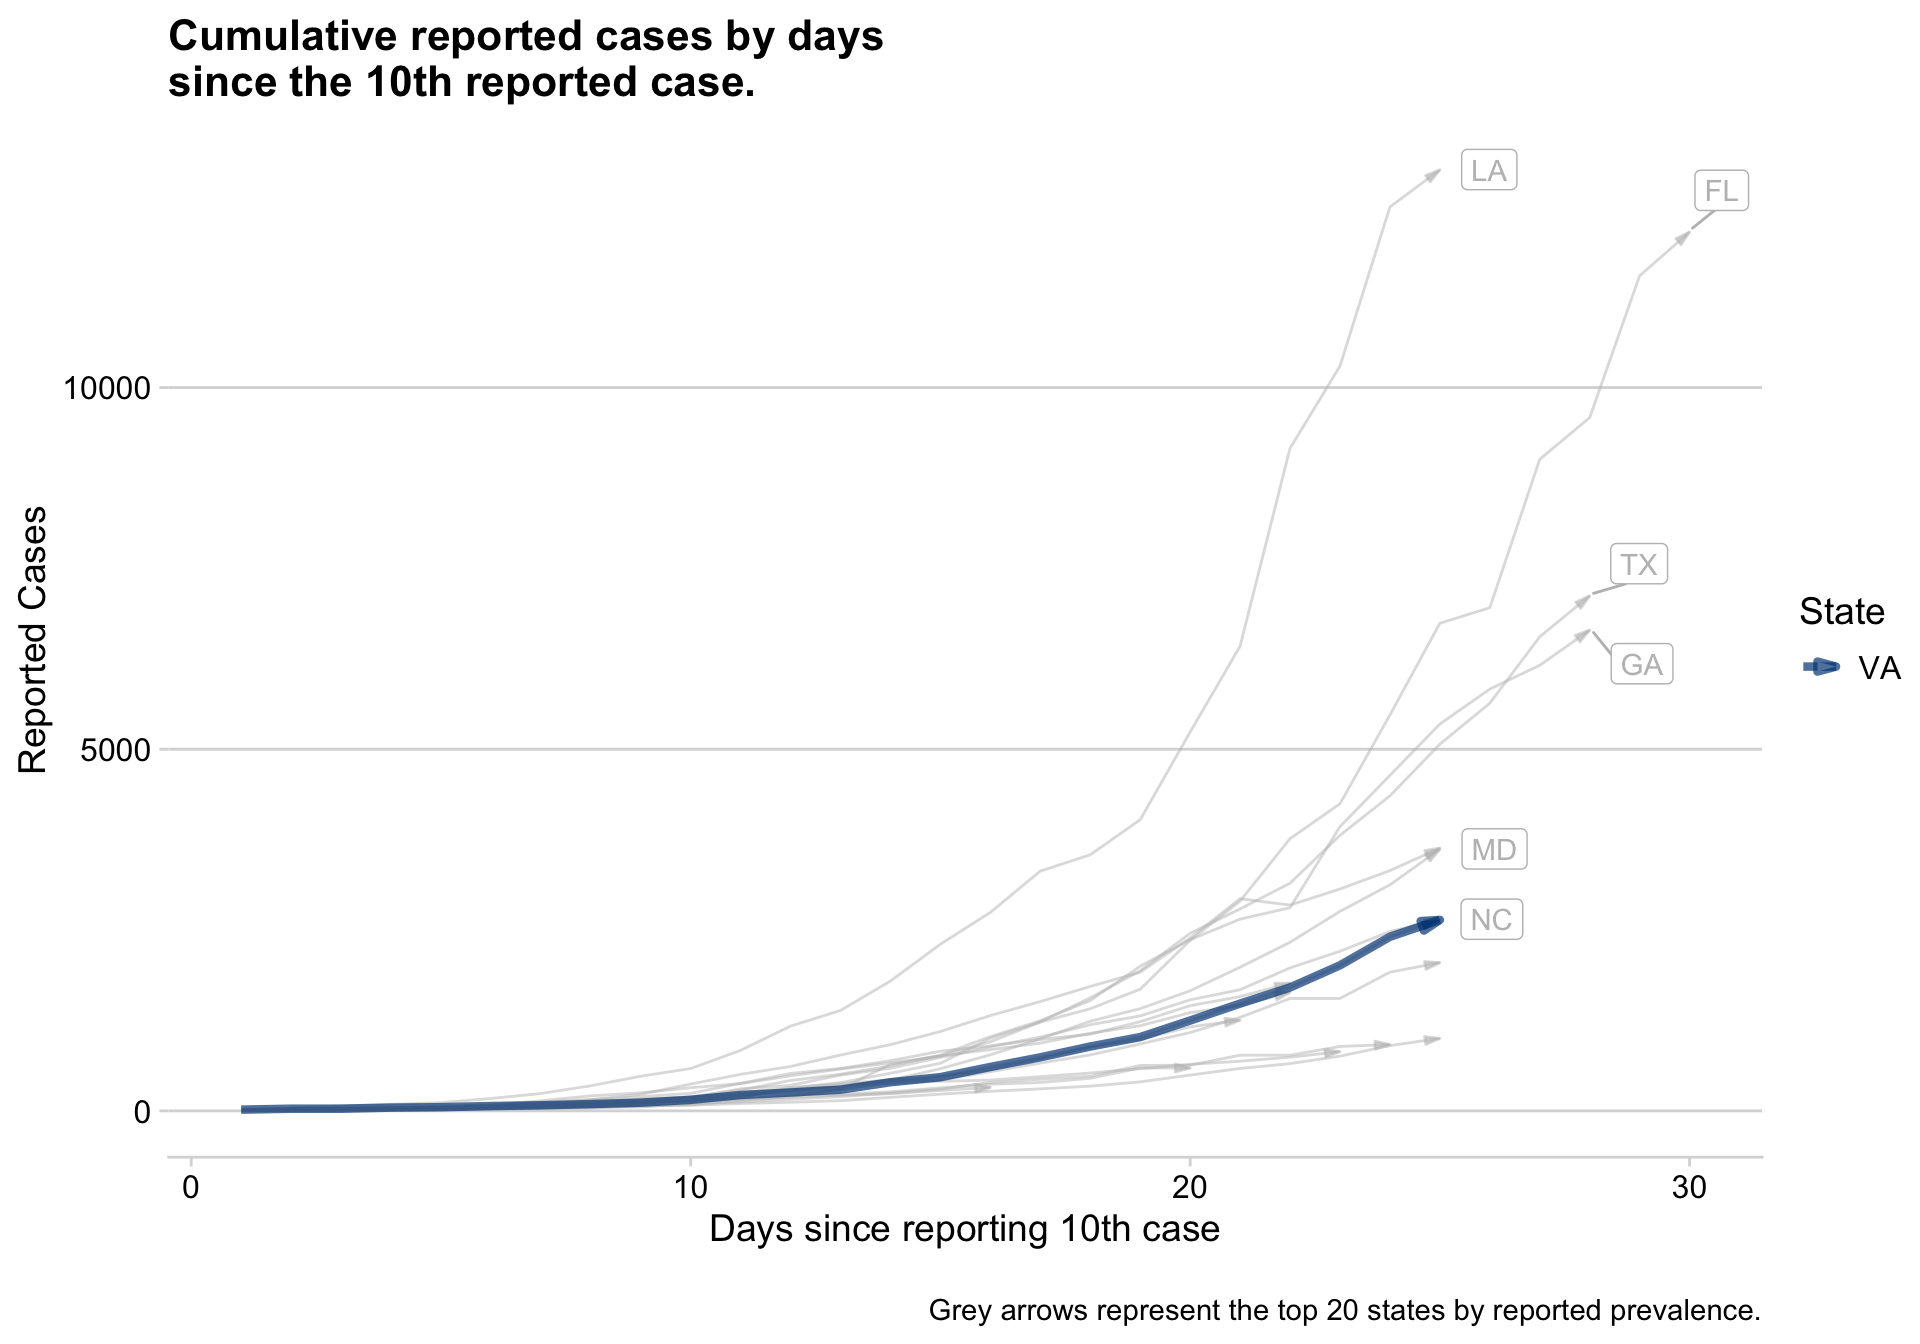 Cumulative reported cases by days
since the 10th reported case.
LA
FL
10000
TX
GA
5000
MD
NC
0
Reported Cases
State
VA
0 10 20 30
Days since reporting 10th case
Grey arrows represent the top 20 states by reported prevalence.